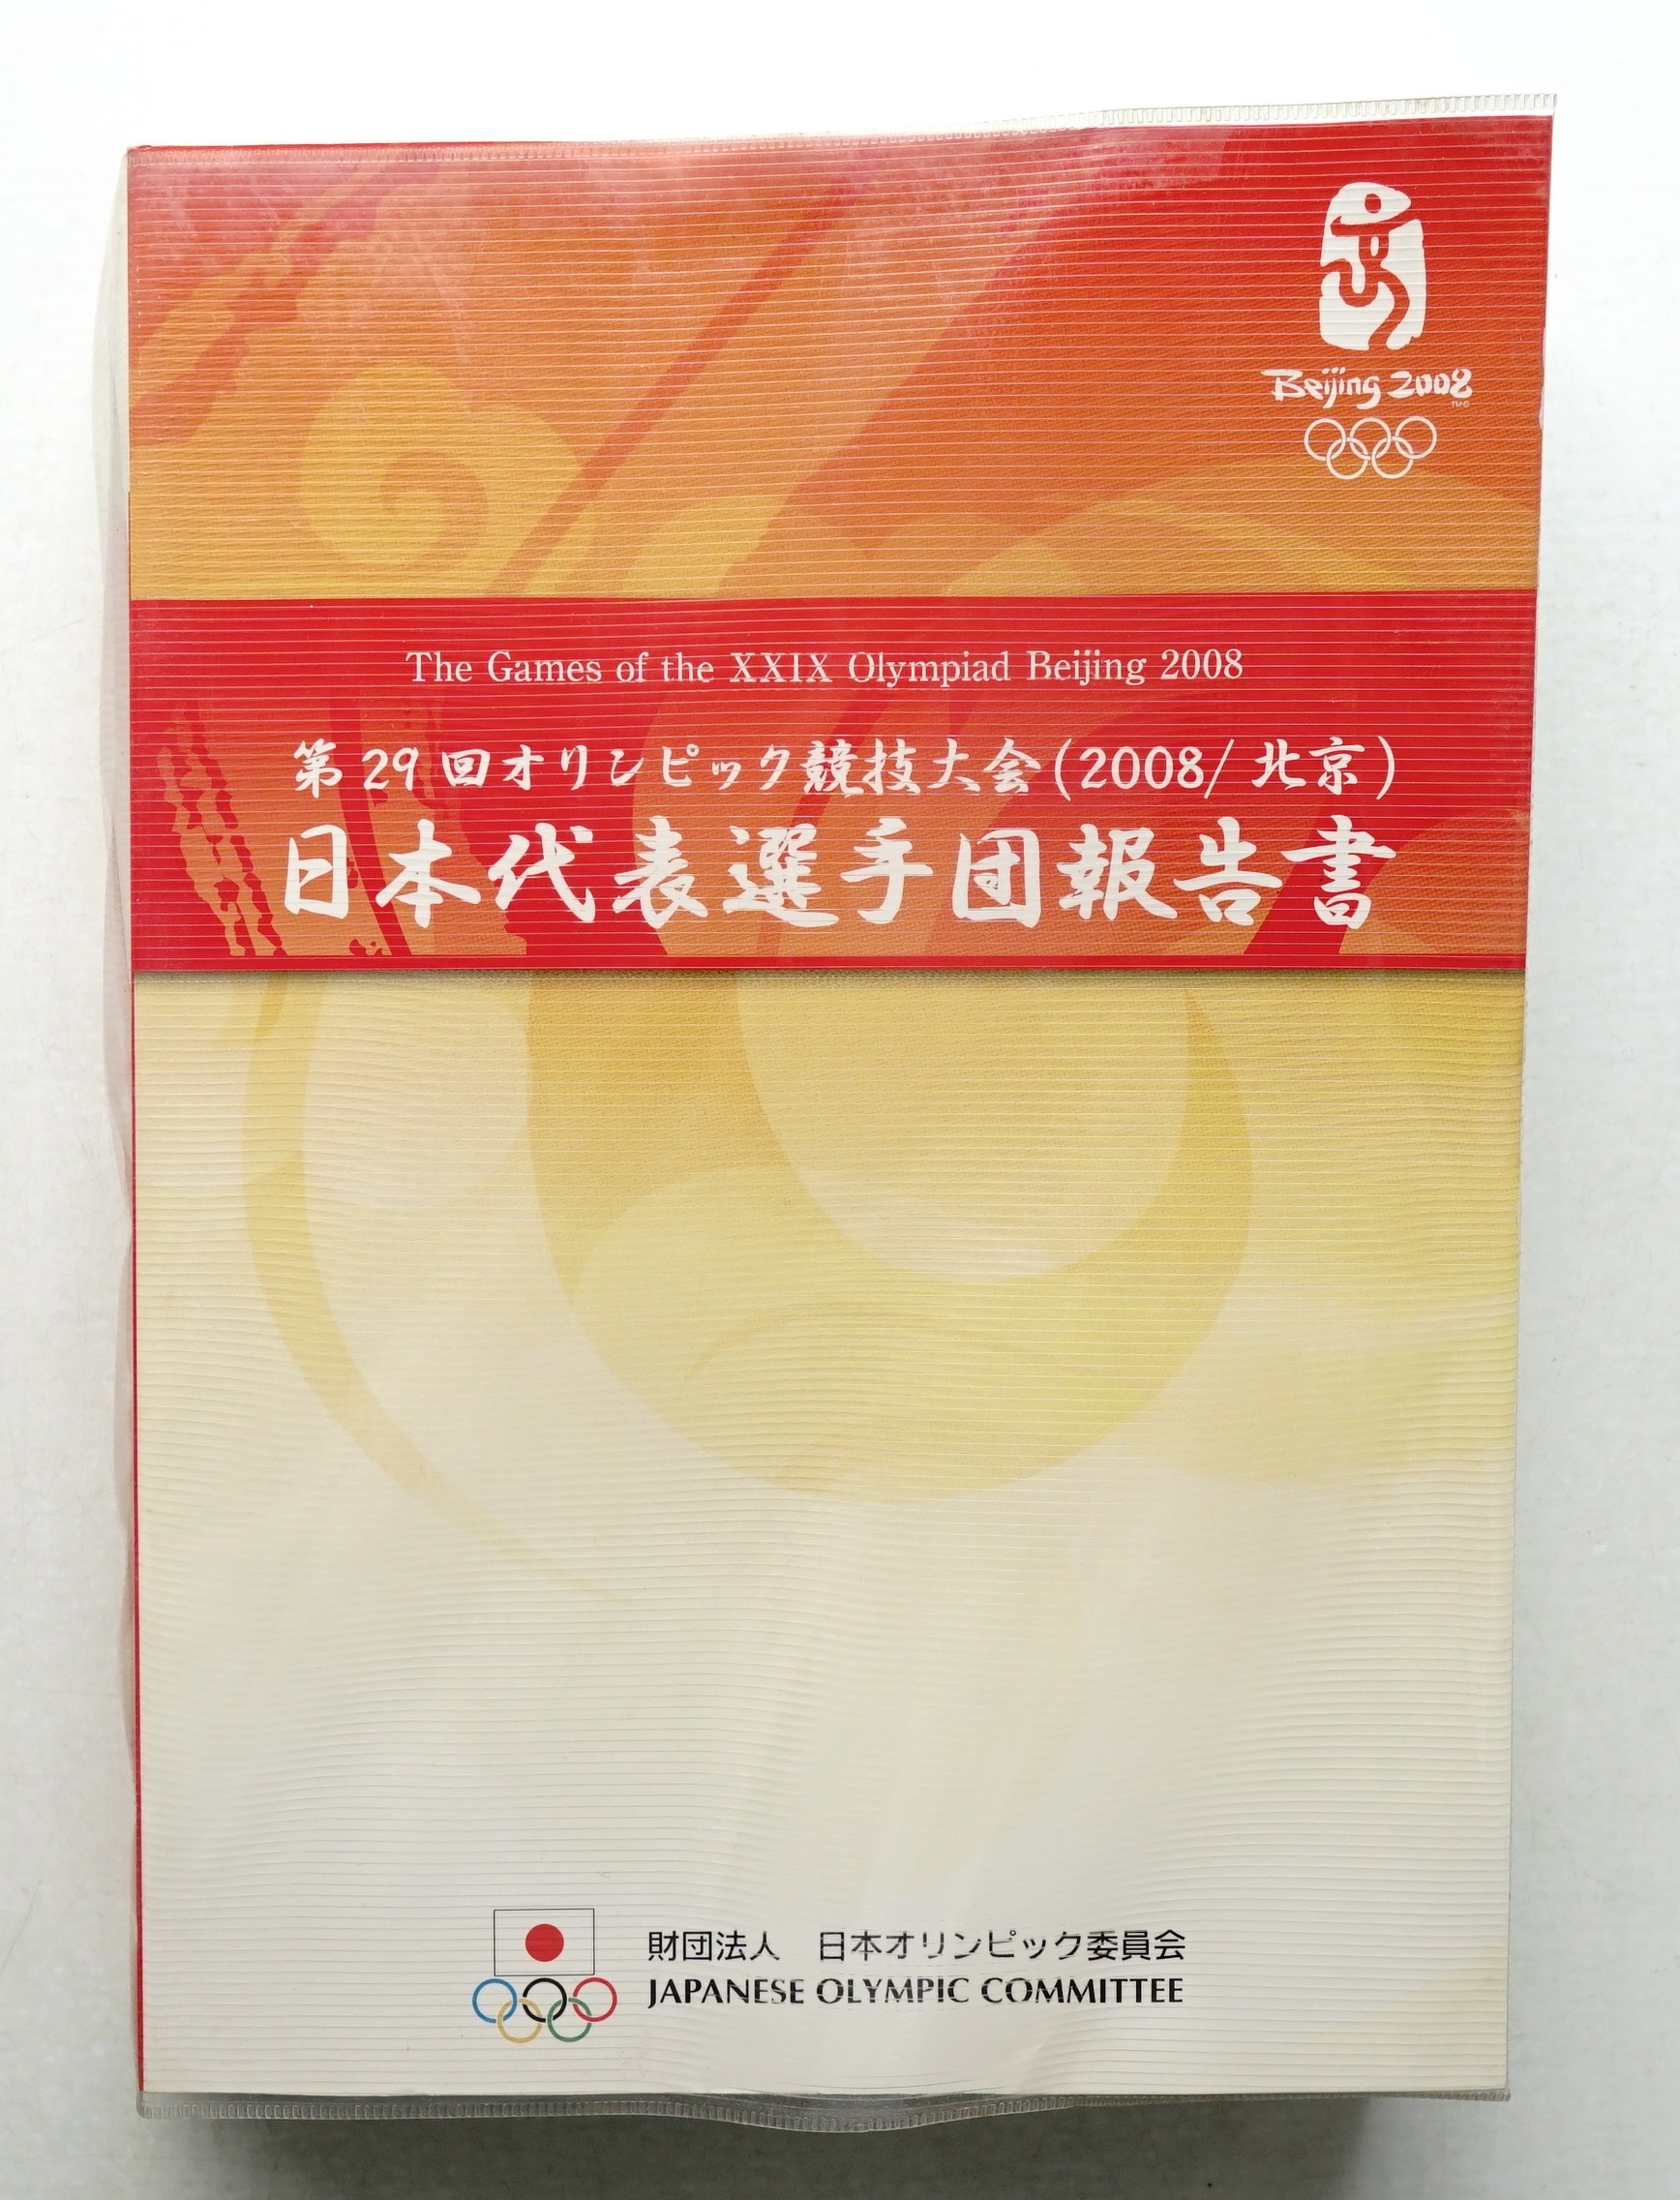 Beijing 2008
The Games of the XXIX Olympiad Beijing 2008
第29回オリンピック競技大会(2008/北京)
日本代表選手団報告書
財団法人　日本オリンピック委員会
JAPANESE OLYMPIC COMMITTEE